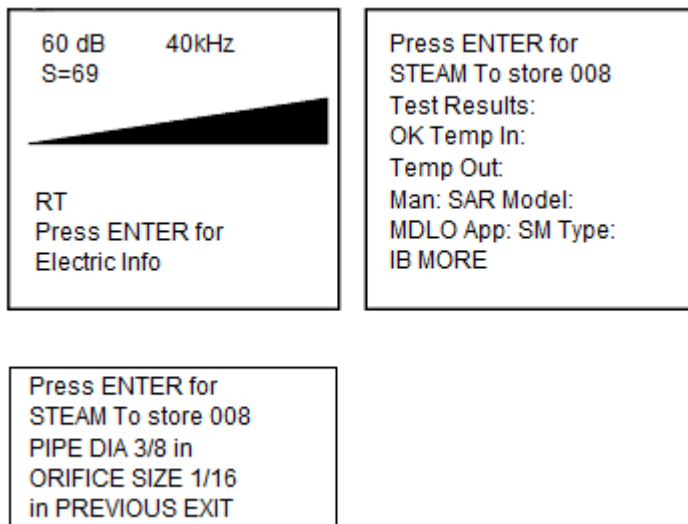 60 dB 40kHz
S=69
RT
Press ENTER for
Electric Info
Press ENTER for
STEAM To store 008
Test Results:
OK Temp In:
Temp Out:
Man: SAR Model:
MDLO App: SM Type:
IB MORE
Press ENTER for
STEAM To store 008
PIPE DIA 3/8 in
ORIFICE SIZE 1/16
in PREVIOUS EXIT